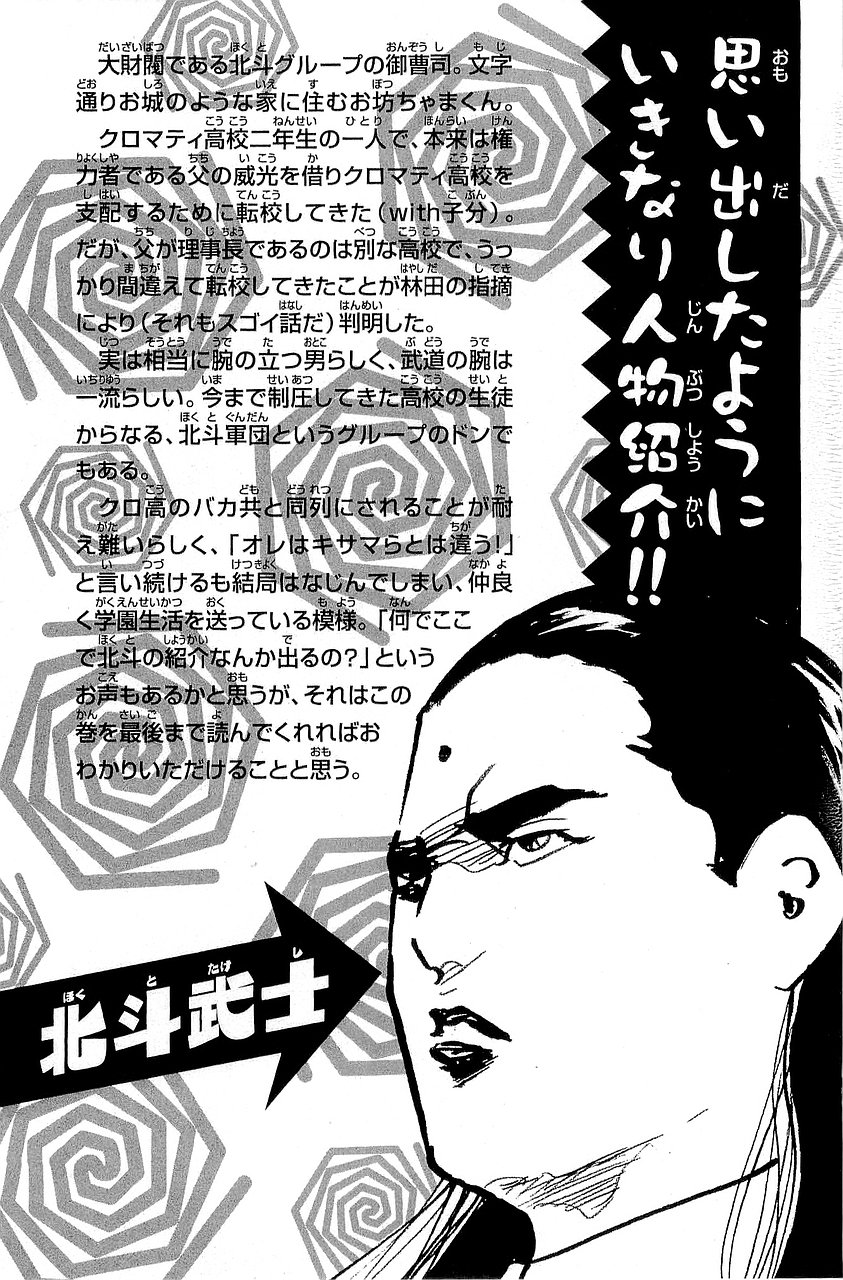 思い出したように
いきなり人物紹介!!
大財閥である北斗グループの御曹司。文字
通りお城のような家に住むお坊ちゃまくん。
クロマティ高校二年生の一人で、本来は権
力者である父の威光を借りクロマティ高校を
支配するために転校してきた（with子分）。
だが、父が理事長であるのは別な高校で、うっ
かり間違えて転校してきたことが林田の指摘
により（それもスゴイ話だ）判明した。
実は相当に腕の立つ男らしく、武道の腕は
一流らしい。今まで制圧してきた高校の生徒
からなる、北斗軍団というグループのドンで
もある。
クロ高のバカ共と同列にされることが耐
え難いらしく、「オレはキサマらとは違う!」
と言い続けるも結局はなじんでしまい、仲良
く学園生活を送っている模様。「何でここ
で北斗の紹介なんか出るの?」という
お声もあるかと思うが、それはこの
巻を最後まで読んでくれればお
わかりいただけることと思う。
北斗武士